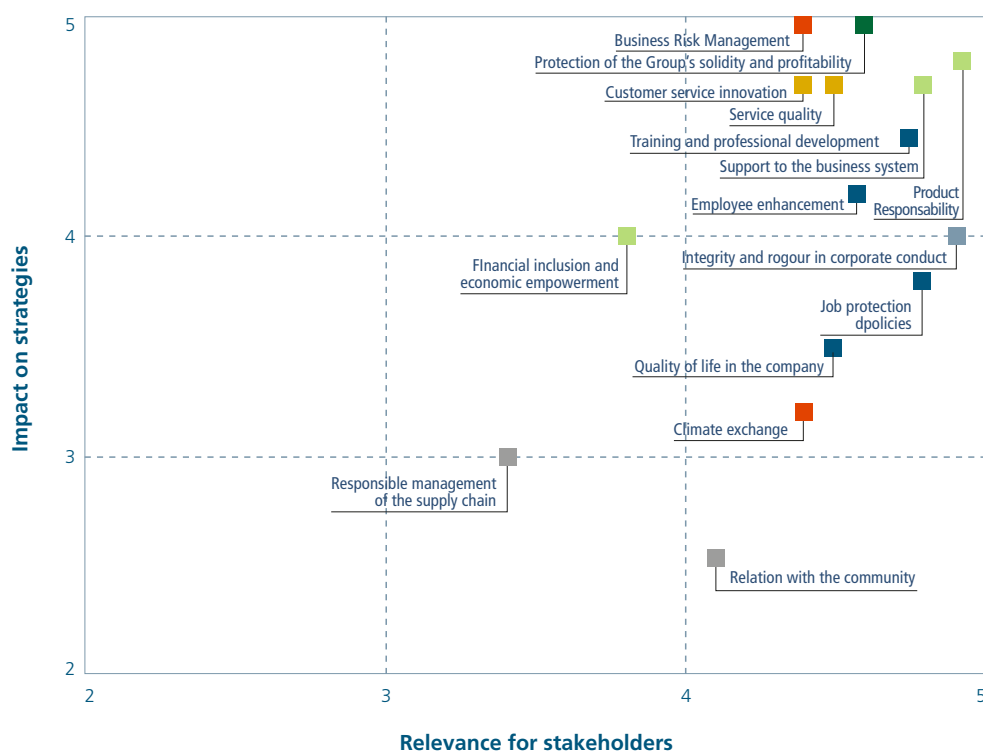 5
Business Risk Management
Protection of the Group's solidity and profitability
Customer service innovation
Service quality
Training and professional development
Support to the business system
Product
Responsability
Employee enhancement
4
Integrity and rogour in corporate conduct
FInancial inclusion and
economic empowerment
Job protection
dpolicies
Quality of life in the company
Climate exchange
3
Responsible management
of the supply chain
Relation with the community
2
2
3
4
5
Impact on strategies
Relevance for stakeholders